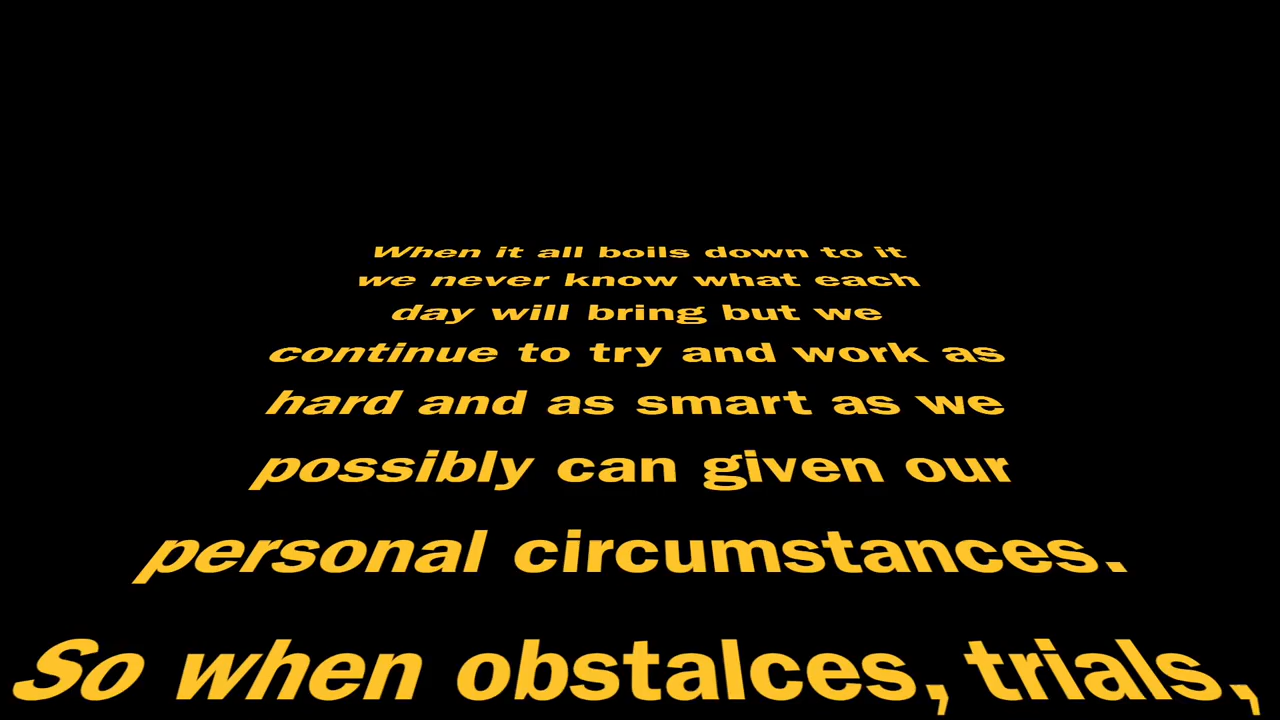 When it all boils down to it
we never know what each
day will bring but we
continue to try and work as
hard and as smart as we
possibly can given our
personal circumstances.
So when obstalces, trials,